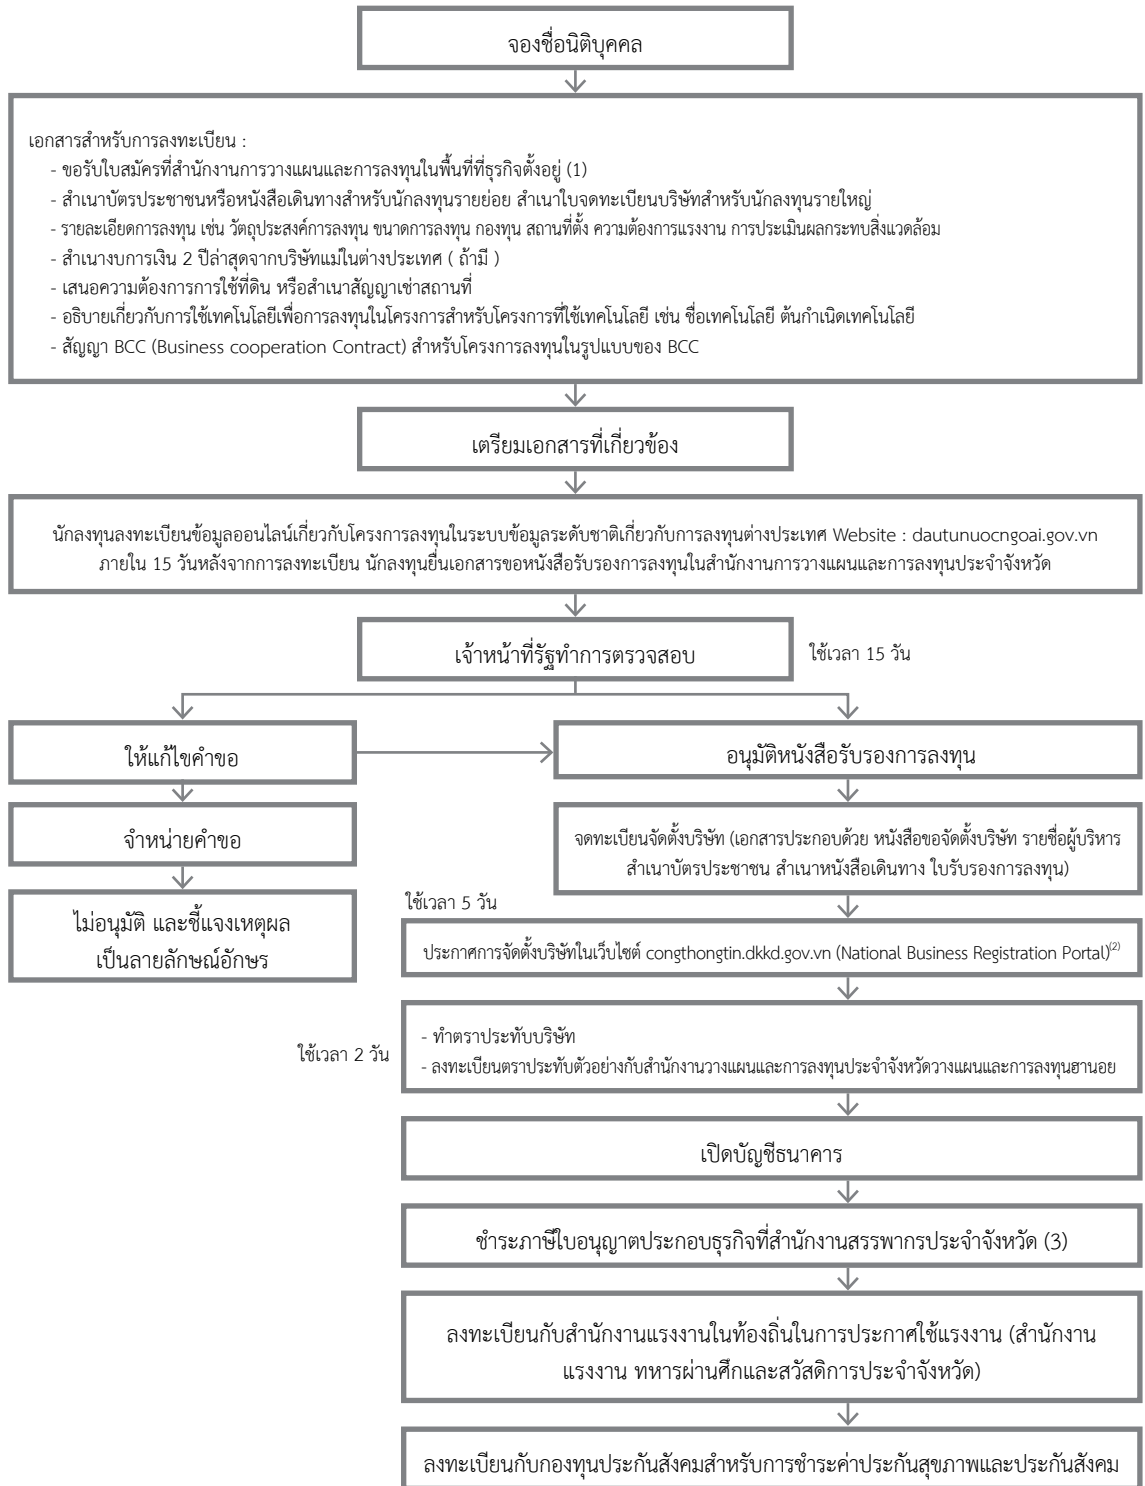 จองชื่อนิติบุคคล
เอกสารสำหรับการลงทะเบียน :
- ขอรับใบสมัครที่สำนักงานการวางแผนและการลงทุนในพื้นที่ที่ธุรกิจตั้งอยู่ (1)
- สำเนาบัตรประชาชนหรือหนังสือเดินทางสำหรับนักลงทุนรายย่อย สำเนาใบจดทะเบียนบริษัทสำหรับนักลงทุนรายใหญ่
- รายละเอียดการลงทุน เช่น วัตถุประสงค์การลงทุน ขนาดการลงทุน กองทุน สถานที่ตั้ง ความต้องการแรงงาน การประเมินผลกระทบสิ่งแวดล้อม
- สำเนางบการเงิน 2 ปีล่าสุดจากบริษัทแม่ในต่างประเทศ ( ถ้ามี )
- เสนอความต้องการการใช้ที่ดิน หรือสำเนาสัญญาเช่าสถานที่
- อธิบายเกี่ยวกับการใช้เทคโนโลยีเพื่อการลงทุนในโครงการสำหรับโครงการที่ใช้เทคโนโลยี เช่น ชื่อเทคโนโลยี ต้นกำเนิดเทคโนโลยี
- สัญญา BCC (Business cooperation Contract) สำหรับโครงการลงทุนในรูปแบบของ BCC
เตรียมเอกสารที่เกี่ยวข้อง
นักลงทุนลงทะเบียนข้อมูลออนไลน์เกี่ยวกับโครงการลงทุนในระบบข้อมูลระดับชาติเกี่ยวกับการลงทุนต่างประเทศ Website : dautunuocngoai.gov.vn
ภายใน 15 วันหลังจากการลงทะเบียน นักลงทุนยื่นเอกสารขอหนังสือรับรองการลงทุนในสำนักงานการวางแผนและการลงทุนประจำจังหวัด
เจ้าหน้าที่รัฐทำการตรวจสอบ
ใช้เวลา 15 วัน
ให้แก้ไขคำขอ
อนุมัติหนังสือรับรองการลงทุน
จำหน่ายคำขอ
จดทะเบียนจัดตั้งบริษัท (เอกสารประกอบด้วย หนังสือขอจัดตั้งบริษัท รายชื่อผู้บริหาร
สำเนาบัตรประชาชน สำเนาหนังสือเดินทาง ใบรับรองการลงทุน)
ไม่อนุมัติ และชี้แจงเหตุผล
เป็นลายลักษณ์อักษร
ใช้เวลา 5 วัน
ประกาศการจัดตั้งบริษัทในเว็บไซต์ congthongtin.dkkd.gov.vn (National Business Registration Portal)(2)
ใช้เวลา 2 วัน
- ทำตราประทับบริษัท
- ลงทะเบียนตราประทับตัวอย่างกับสำนักงานวางแผนและการลงทุนประจำจังหวัดวางแผนและการลงทุนฮานอย
เปิดบัญชีธนาคาร
ชำระภาษีใบอนุญาตประกอบธุรกิจที่สำนักงานสรรพากรประจำจังหวัด (3)
ลงทะเบียนกับสำนักงานแรงงานในท้องถิ่นในการประกาศใช้แรงงาน (สำนักงาน
แรงงาน ทหารผ่านศึกและสวัสดิการประจำจังหวัด)
ลงทะเบียนกับกองทุนประกันสังคมสำหรับการชำระค่าประกันสุขภาพและประกันสังคม